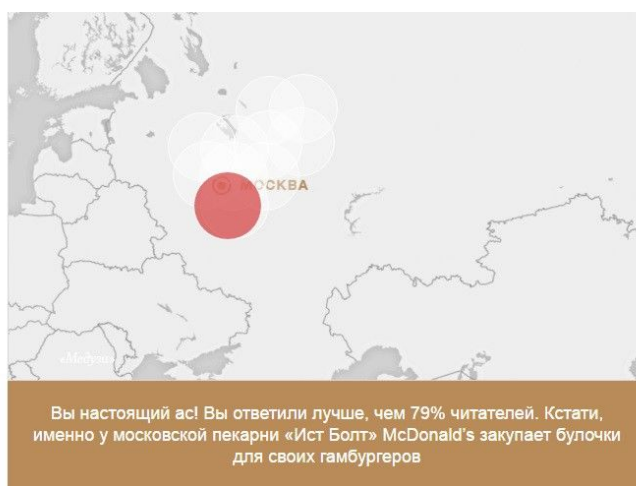 МОСКВА
«Meduza»
Вы настоящий ас! Вы ответили лучше, чем 79% читателей. Кстати,
именно у московской пекарни «Ист Болт» McDonald's закупает булочки
для своих гамбургеров